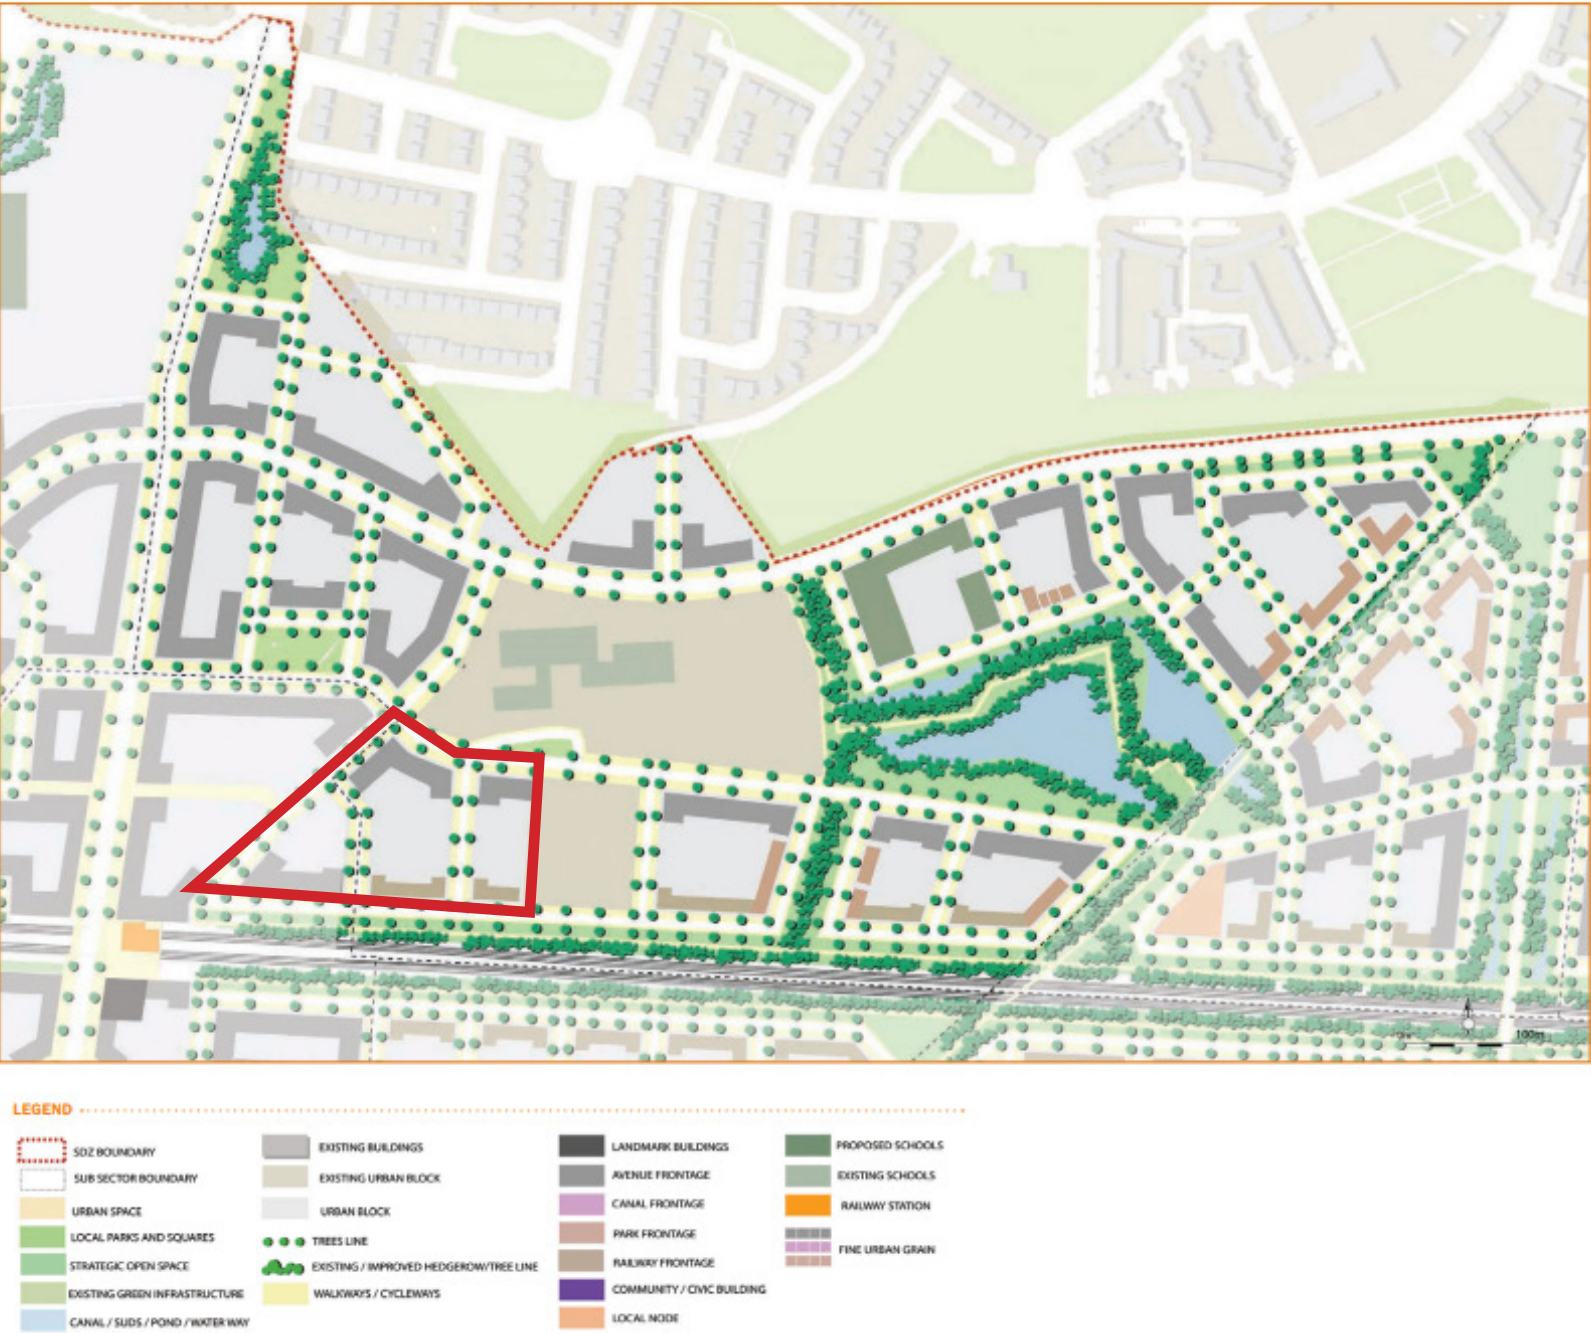 100m
LEGEND
SDZ BOUNDARY
SUB SECTOR BOUNDARY
URBAN SPACE
LOCAL PARKS AND SQUARES
STRATEGIC OPEN SPACE
EXISTING GREEN INFRASTRUCTURE
CANAL / SUDS / POND / WATER WAY
EXISTING BUILDINGS
EXISTING URBAN BLOCK
URBAN BLOCK
TREES LINE
EXISTING / IMPROVED HEDGEROW/TREE LINE
WALKWAYS / CYCLEWAYS
LANDMARK BUILDINGS
AVENUE FRONTAGE
CANAL FRONTAGE
PARK FRONTAGE
RAILWAY FRONTAGE
COMMUNITY / CIVIC BUILDING
LOCAL NODE
PROPOSED SCHOOLS
EXISTING SCHOOLS
RAILWAY STATION
FINE URBAN GRAIN